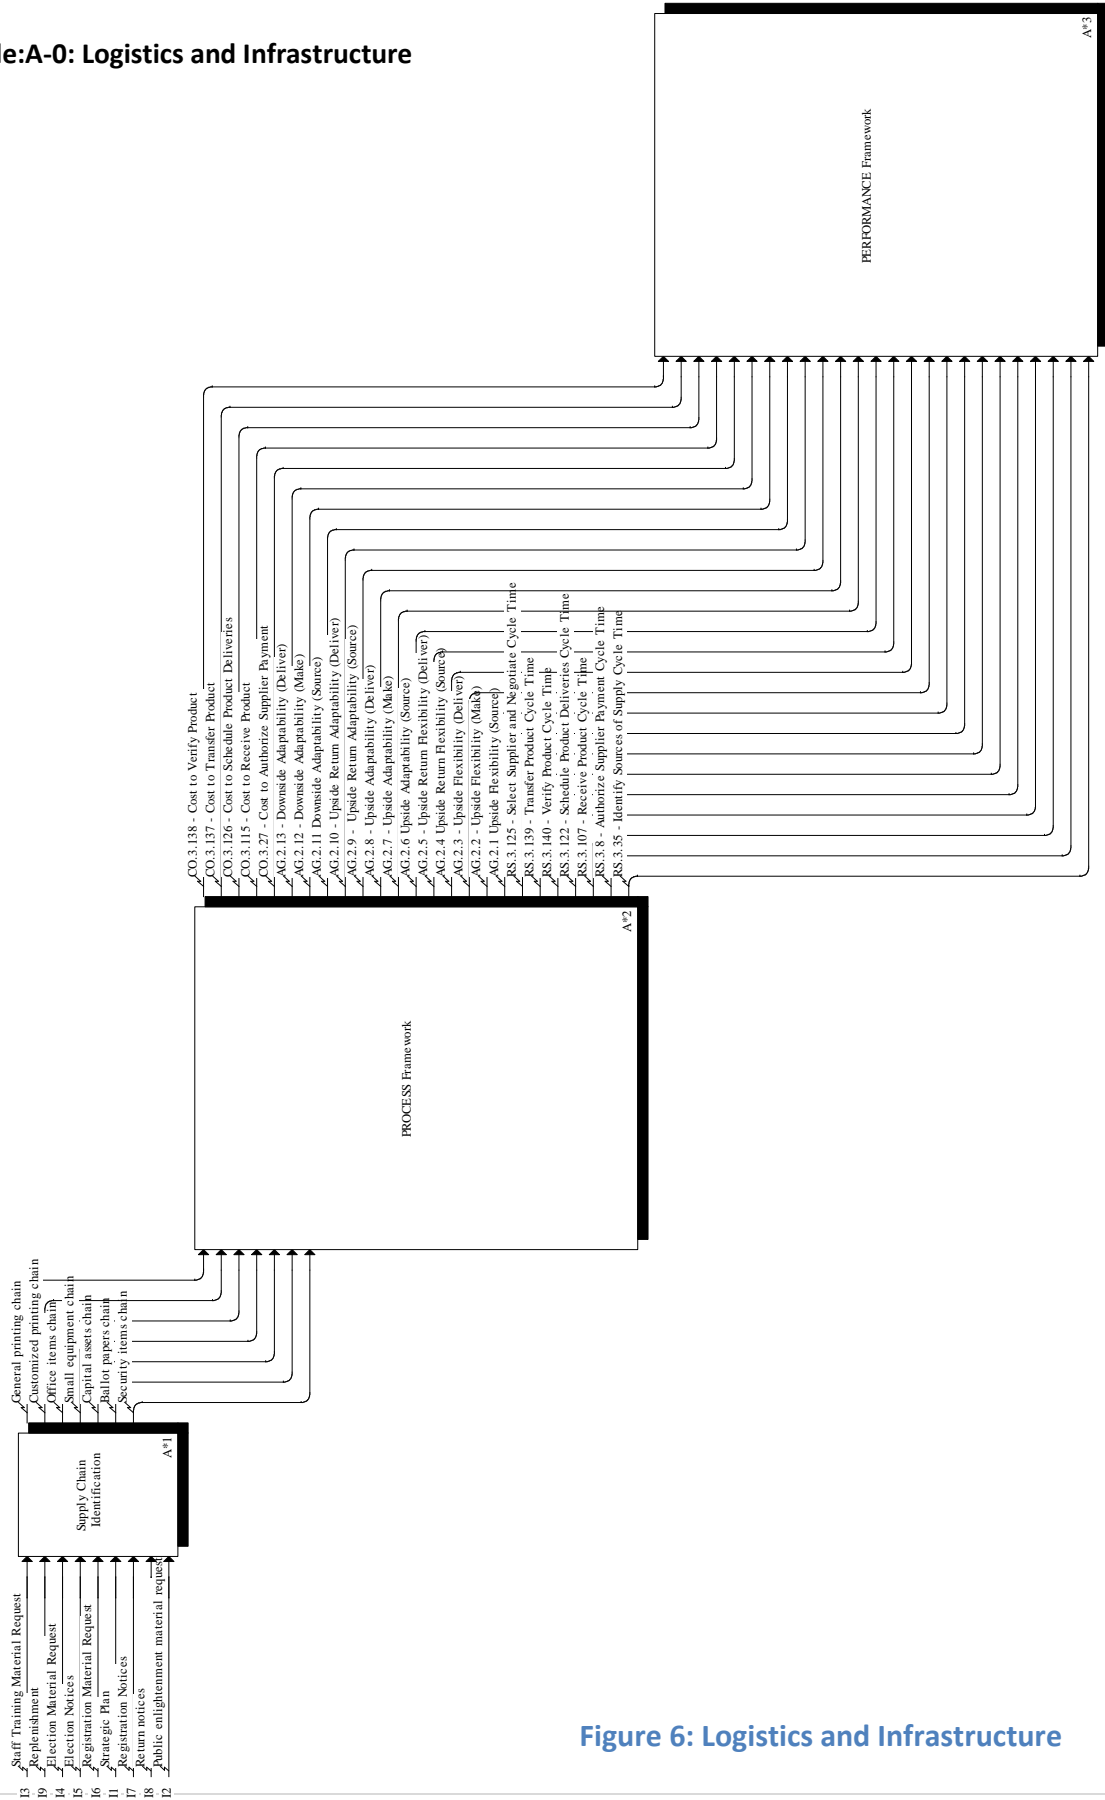 le:A-0: Logistics and Infrastructure
I3
I9
I4
I5
I6
I1
I7
I8
I2
Staff Training Material Request
Replenishment
Election Material Request
Election Notices
Registration Material Request
Strategic Plan
Registration Notices
Return notices
Public enlightenment material request
Supply Chain
Identification
A*1
General printing chain
Customized printing chain
Office items chain
Small equipment chain
Capital assets chain
Ballot papers chain
Security items chain
PROCESS Framework
A*2
CO.3.138 - Cost to Verify Product
CO.3.137 - Cost to Transfer Product
CO.3.126 - Cost to Schedule Product Deliveries
CO.3.115 - Cost to Receive Product
CO.3.27 - Cost to Authorize Supplier Payment
AG.2.13 - Downside Adaptability (Deliver)
AG.2.12 - Downside Adaptability (Make)
AG.2.11 Downside Adaptability (Source)
AG.2.10 - Upside Return Adaptability (Deliver)
AG.2.9 - Upside Return Adaptability (Source)
AG.2.8 - Upside Adaptability (Deliver)
AG.2.7 - Upside Adaptability (Make)
AG.2.6 Upside Adaptability (Source)
AG.2.5 - Upside Return Flexibility (Deliver)
AG.2.4 Upside Return Flexibility (Source)
AG.2.3 - Upside Flexibility (Deliver)
AG.2.2 - Upside Flexibility (Make)
AG.2.1 Upside Flexibility (Source)
RS.3.125 - Select Supplier and Negotiate Cycle Time
RS.3.139 - Transfer Product Cycle Time
RS.3.140 - Verify Product Cycle Time
RS.3.122 - Schedule Product Deliveries Cycle Time
RS.3.107 - Receive Product Cycle Time
RS.3.8 - Authorize Supplier Payment Cycle Time
RS.3.35 - Identify Sources of Supply Cycle Time
PERFORMANCE Framework
A*3
Figure 6: Logistics and Infrastructure